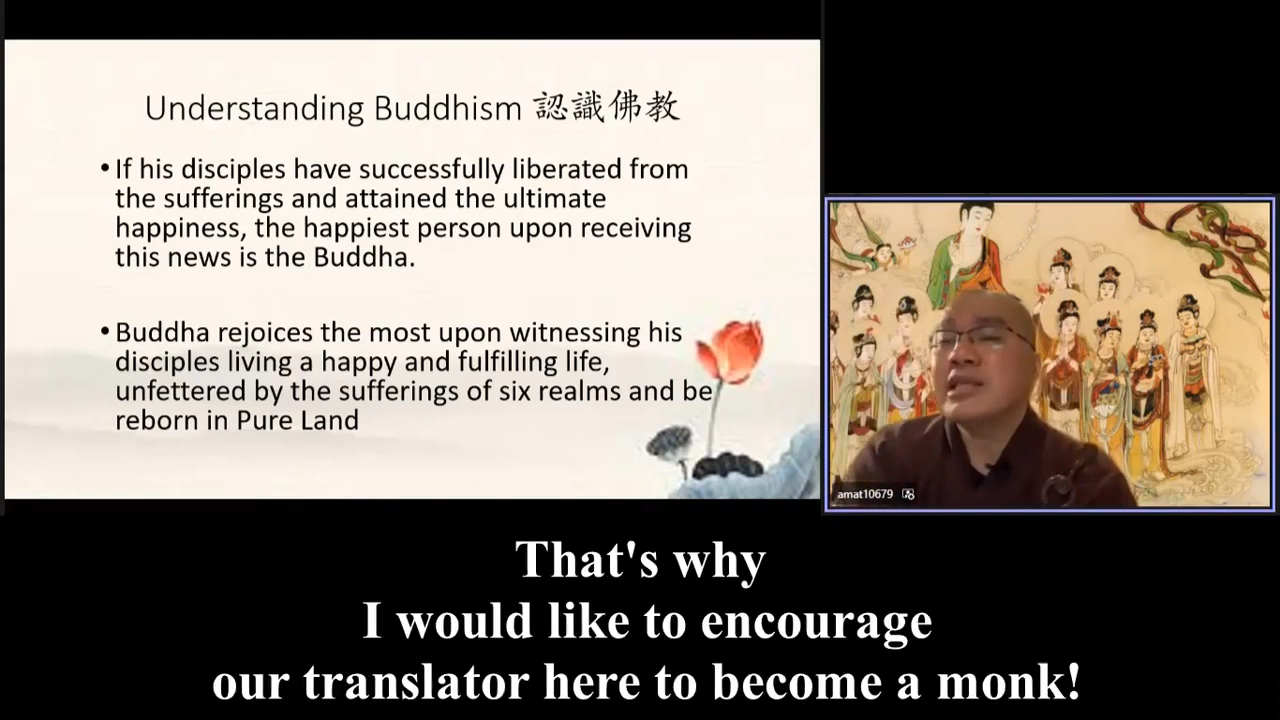 Understanding Buddhism 認識佛教
•If his disciples have successfully liberated from
the sufferings and attained the ultimate
happiness, the happiest person upon receiving
this news is the Buddha.
•Buddha rejoices the most upon witnessing his
disciples living a happy and fulfilling life,
unfettered by the sufferings of six realms and be
reborn in Pure Land
amat10679
That's why
I would like to encourage
our translator here to become a monk!